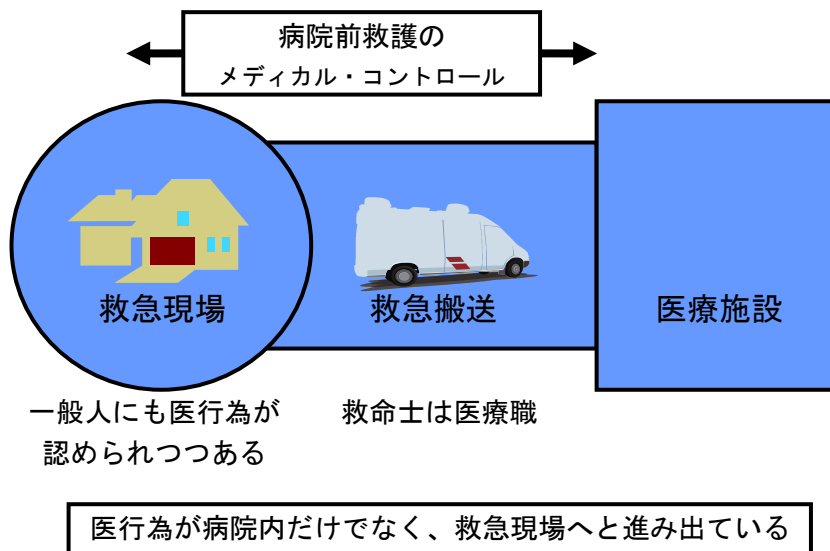 病院前救護の
メディカル・コントロール
救急現場
救急搬送
医療施設
一般人にも医行為が
認められつつある
救命士は医療職
医行為が病院内だけでなく、救急現場へと進み出ている